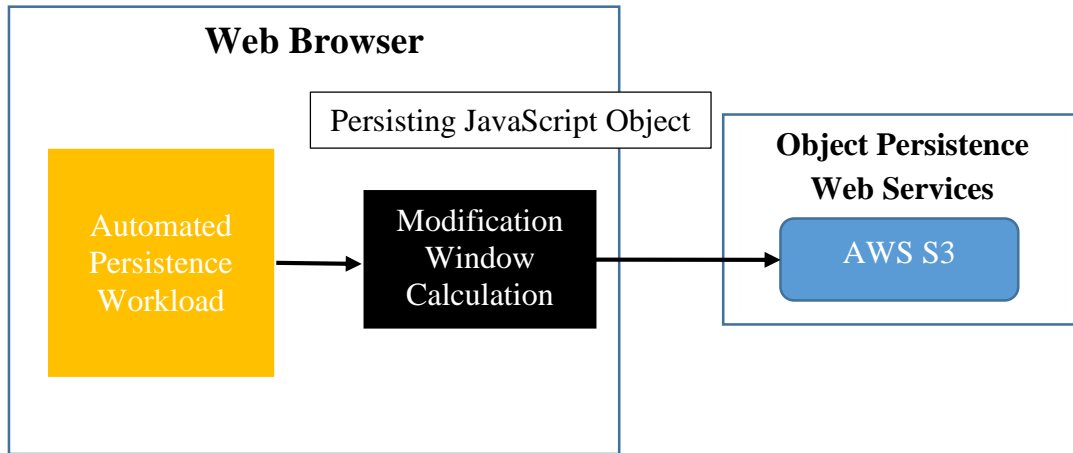 Web Browser
Persisting JavaScript Object
Automated
Persistence
Workload
Modification
Window
Calculation
Object Persistence
Web Services
AWS S3